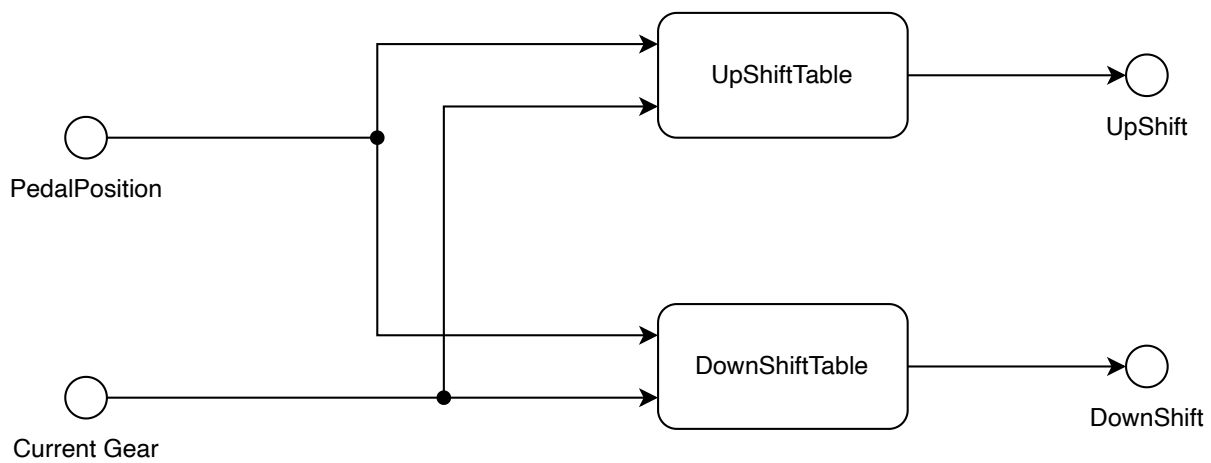 UpShiftTable
UpShift
PedalPosition
DownShiftTable
DownShift
Current Gear